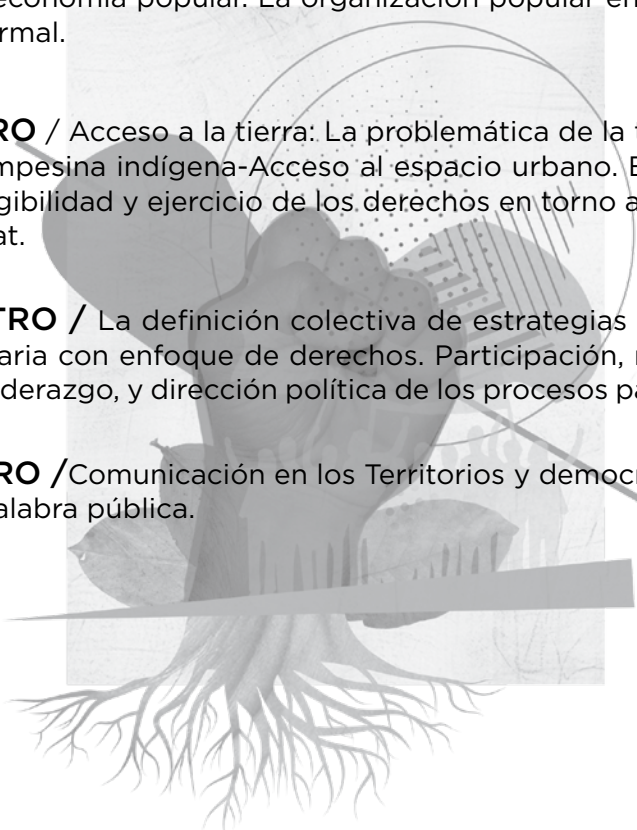 economía popular. La organización popular en
rmal.
RO / Acceso a la tierra: La problemática de la t
mpesina indígena-Acceso al espacio urbano. E
gibilidad y ejercicio de los derechos en torno a
at.
TRO / La definición colectiva de estrategias
aria con enfoque de derechos. Participación,
derazgo, y dirección política de los procesos pa
RO /Comunicación en los Territorios y democr
alabra pública.